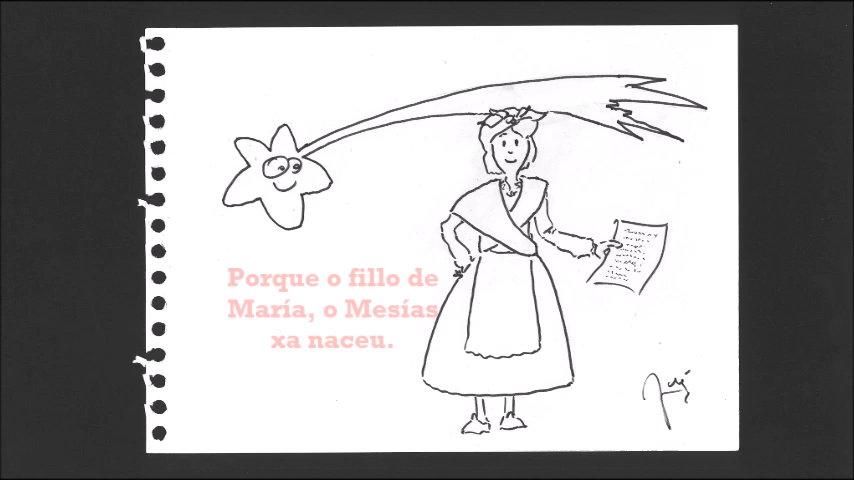 Porque o fillo de
María, o Mesías
xa naceu.